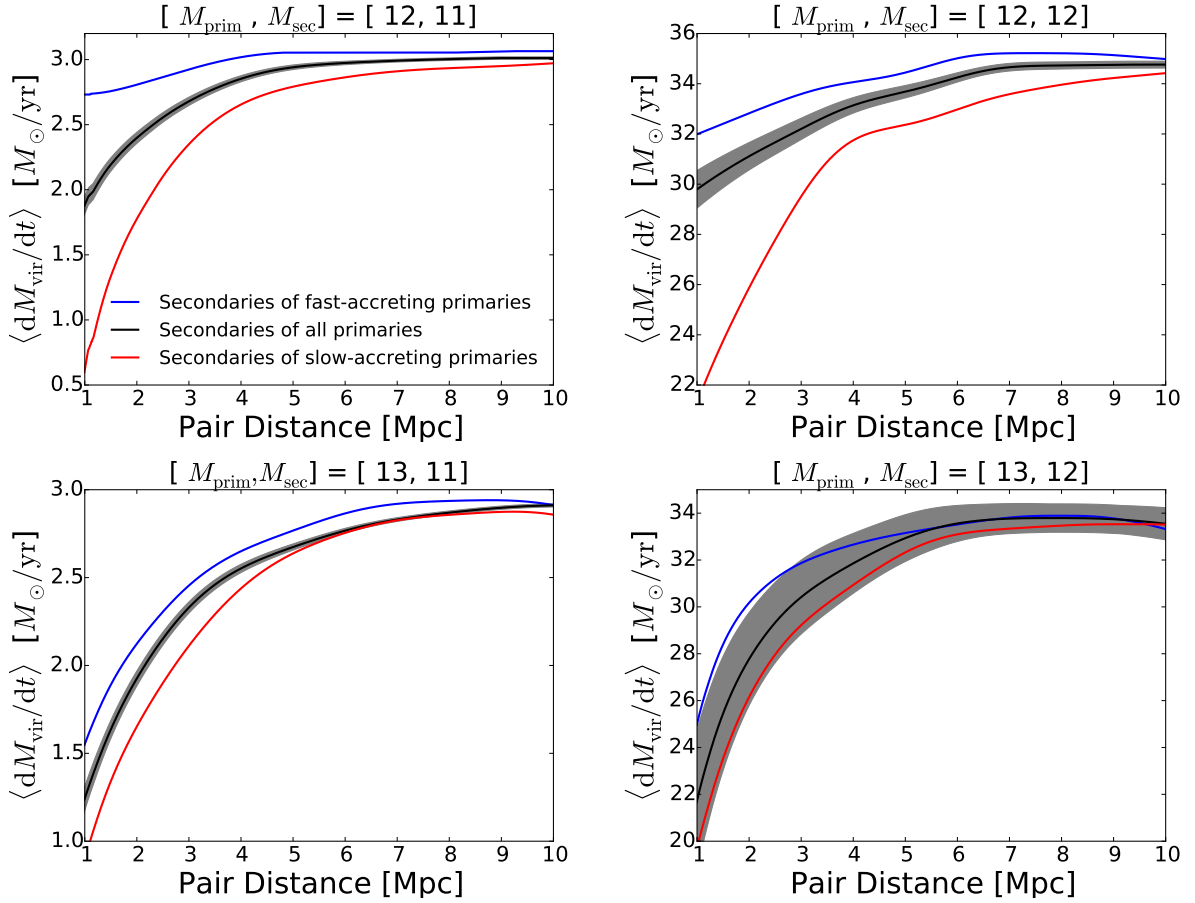 [ M_prim , M_sec] = [ 12, 11]
⟨dM_vir/dt⟩ [M_⊙/yr]
3.0
2.5
2.0
1.5
1.0
0.5
Secondaries of fast-accreting primaries
Secondaries of all primaries
Secondaries of slow-accreting primaries
1 2 3 4 5 6 7 8 9 10
Pair Distance [Mpc]
[ M_prim , M_sec] = [ 12, 12]
⟨dM_vir/dt⟩ [M_⊙/yr]
36
34
32
30
28
26
24
22
1 2 3 4 5 6 7 8 9 10
Pair Distance [Mpc]
[ M_prim,M_sec] = [ 13, 11]
⟨dM_vir/dt⟩ [M_⊙/yr]
3.0
2.5
2.0
1.5
1.0
1 2 3 4 5 6 7 8 9 10
Pair Distance [Mpc]
[ M_prim , M_sec] = [ 13, 12]
⟨dM_vir/dt⟩ [M_⊙/yr]
34
32
30
28
26
24
22
20
1 2 3 4 5 6 7 8 9 10
Pair Distance [Mpc]